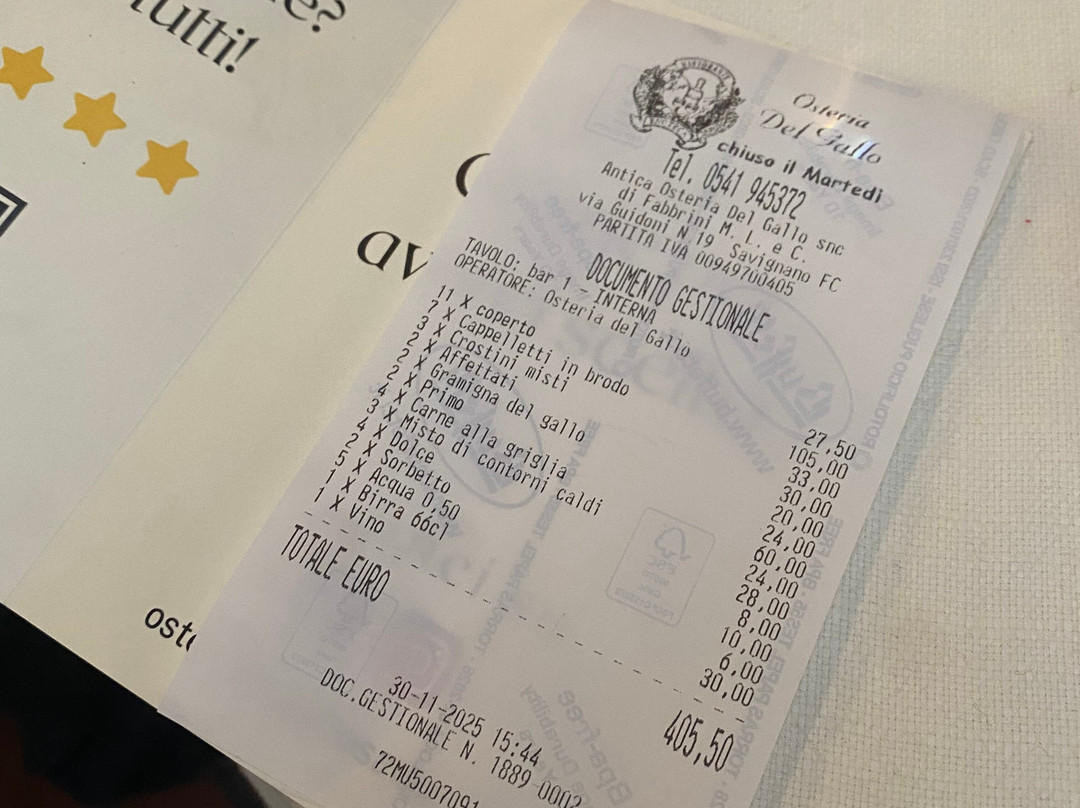 tutti!
av
oste
Osteria
Del Gallo
chiuso il Martedì
Tel. 0541 945372
Antica Osteria Del Gallo snc
di Fabbrini M. L. e C.
via Guidoni N 19 Savignano FC
PARTITA IVA 00949700405
DOCUMENTO GESTIONALE
TAVOLO: bar 1 - INTERNA
OPERATORE: Osteria del Gallo
11 X coperto 27,50
7 X Cappelletti in brodo 105,00
3 X Crostini misti 33,00
2 X Affettati 30,00
2 X Gramigna del gallo 20,00
2 X Primo 24,00
4 X Carne alla griglia 60,00
3 X Misto di contorni caldi 24,00
4 X Dolce 28,00
2 X Sorbetto 8,00
5 X Acqua 0,50 10,00
1 X Birra 66cl 6,00
1 X Vino 30,00
TOTALE EURO 405,50
30-11-2025 15:44
DOC.GESTIONALE N. 1889-0002
72MU5007091